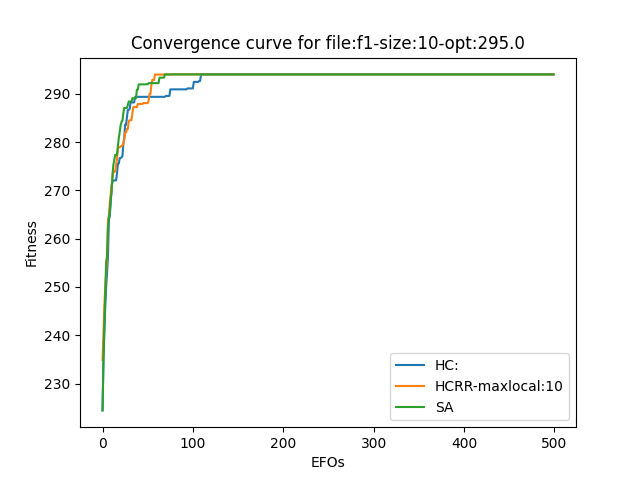 Convergence curve for file:f1-size:10-opt:295.0
Fitness
290
280
270
260
250
240
230
0 100 200 300 400 500
EFOs
HC:
HCRR-maxlocal:10
SA